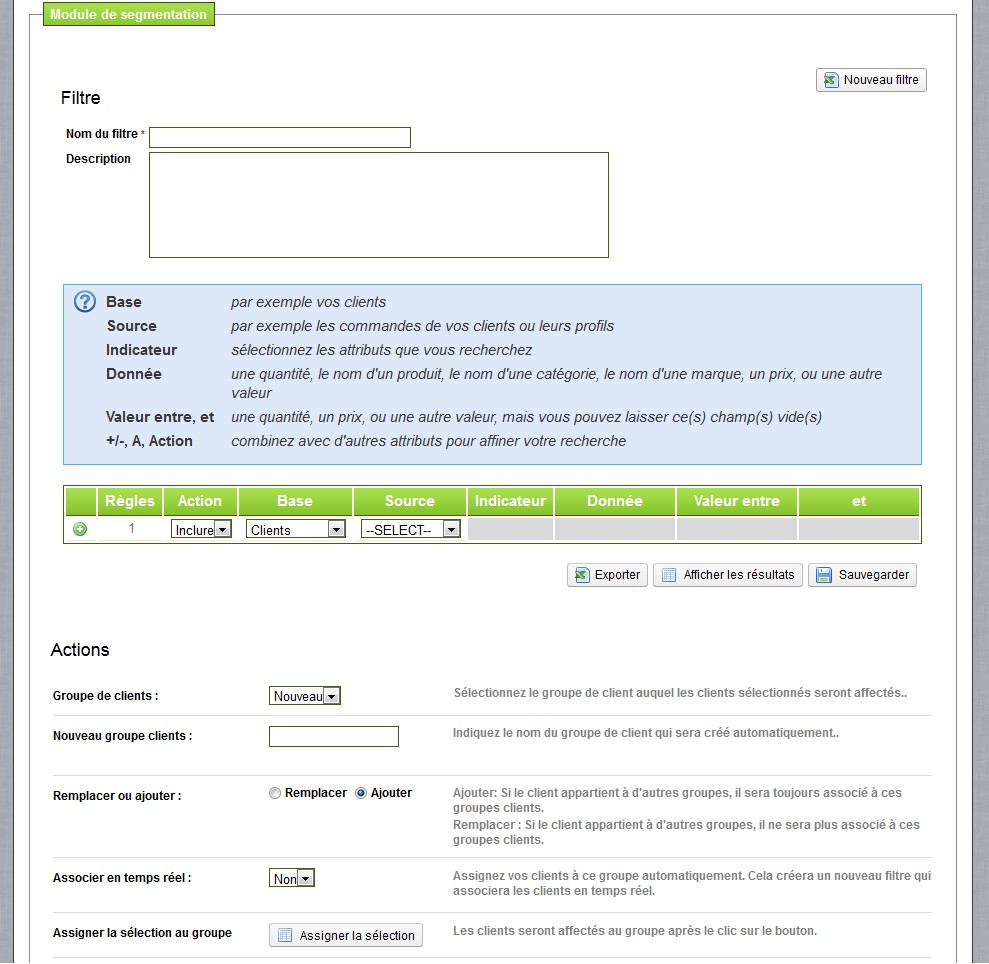 Module de segmentation
Nouveau filtre
Filtre
Nom du filtre *
Description
Base par exemple vos clients
Source par exemple les commandes de vos clients ou leurs profils
Indicateur sélectionnez les attributs que vous recherchez
Donnée une quantité, le nom d'un produit, le nom d'une catégorie, le nom d'une marque, un prix, ou une autre
valeur
Valeur entre, et une quantité, un prix, ou une autre valeur, mais vous pouvez laisser ce(s) champ(s) vide(s)
+/-, A, Action combinez avec d'autres attributs pour affiner votre recherche
Règles Action Base Source Indicateur Donnée Valeur entre et
1 Inclure Clients --SELECT--
Exporter Afficher les résultats Sauvegarder
Actions
Groupe de clients : Nouveau Sélectionnez le groupe de client auquel les clients sélectionnés seront affectés..
Nouveau groupe clients : Indiquez le nom du groupe de client qui sera créé automatiquement..
Remplacer ou ajouter : Remplacer Ajouter Ajouter: Si le client appartient à d'autres groupes, il sera toujours associé à ces
groupes clients.
Remplacer : Si le client appartient à d'autres groupes, il ne sera plus associé à ces
groupes clients.
Associer en temps réel : Non Assignez vos clients à ce groupe automatiquement. Cela créera un nouveau filtre qui
associera les clients en temps réel.
Assigner la sélection au groupe Assigner la sélection Les clients seront affectés au groupe après le clic sur le bouton.